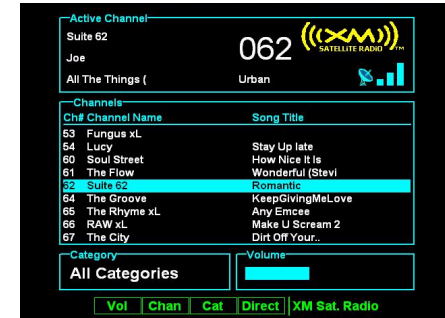 Active Channel
Suite 62
Joe
All The Things (
062
Urban
((XM))
SATELLITE RADIO TM
Channels
Ch# Channel Name Song Title
53 Fungus xL
54 Lucy Stay Up late
60 Soul Street How Nice It Is
61 The Flow Wonderful (Stevi
62 Suite 62 Romantic
64 The Groove KeepGivingMeLove
65 The Rhyme xL Any Emcee
66 RAW xL Make U Scream 2
67 The City Dirt Off Your..
Category
All Categories
Volume
Vol Chan Cat Direct XM Sat. Radio